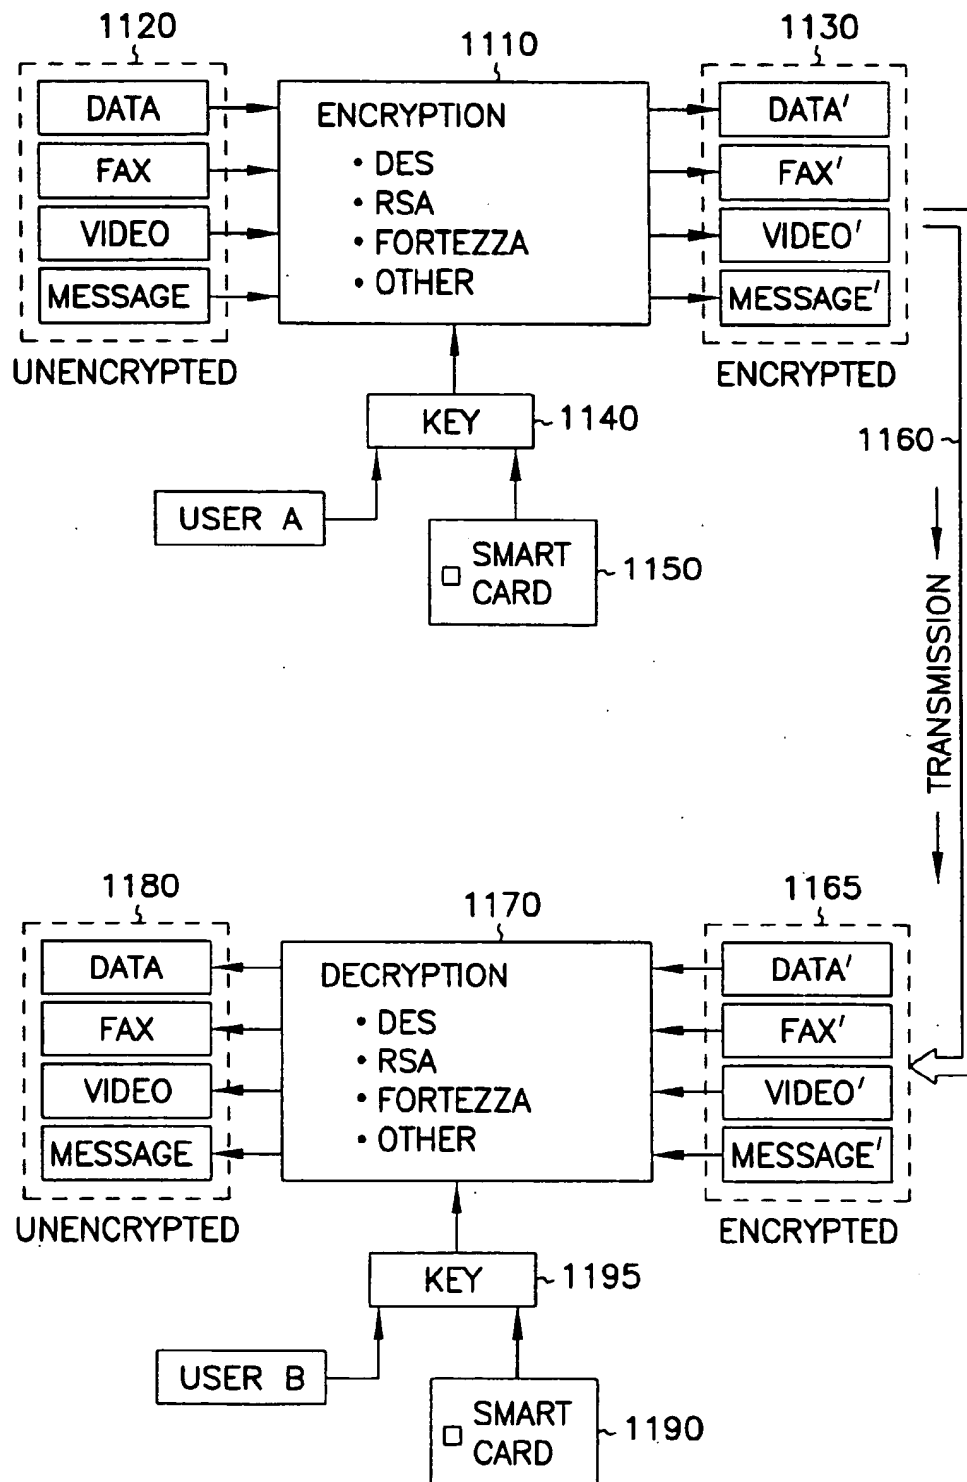 1120
1110
1130
DATA
FAX
VIDEO
MESSAGE
UNENCRYPTED
ENCRYPTION
• DES
• RSA
• FORTEZZA
• OTHER
DATA'
FAX'
VIDEO'
MESSAGE'
ENCRYPTED
KEY
1140
USER A
SMART
CARD
1150
1160
TRANSMISSION
1180
1170
1165
DATA
FAX
VIDEO
MESSAGE
UNENCRYPTED
DECRYPTION
• DES
• RSA
• FORTEZZA
• OTHER
DATA'
FAX'
VIDEO'
MESSAGE'
ENCRYPTED
KEY
1195
USER B
SMART
CARD
1190